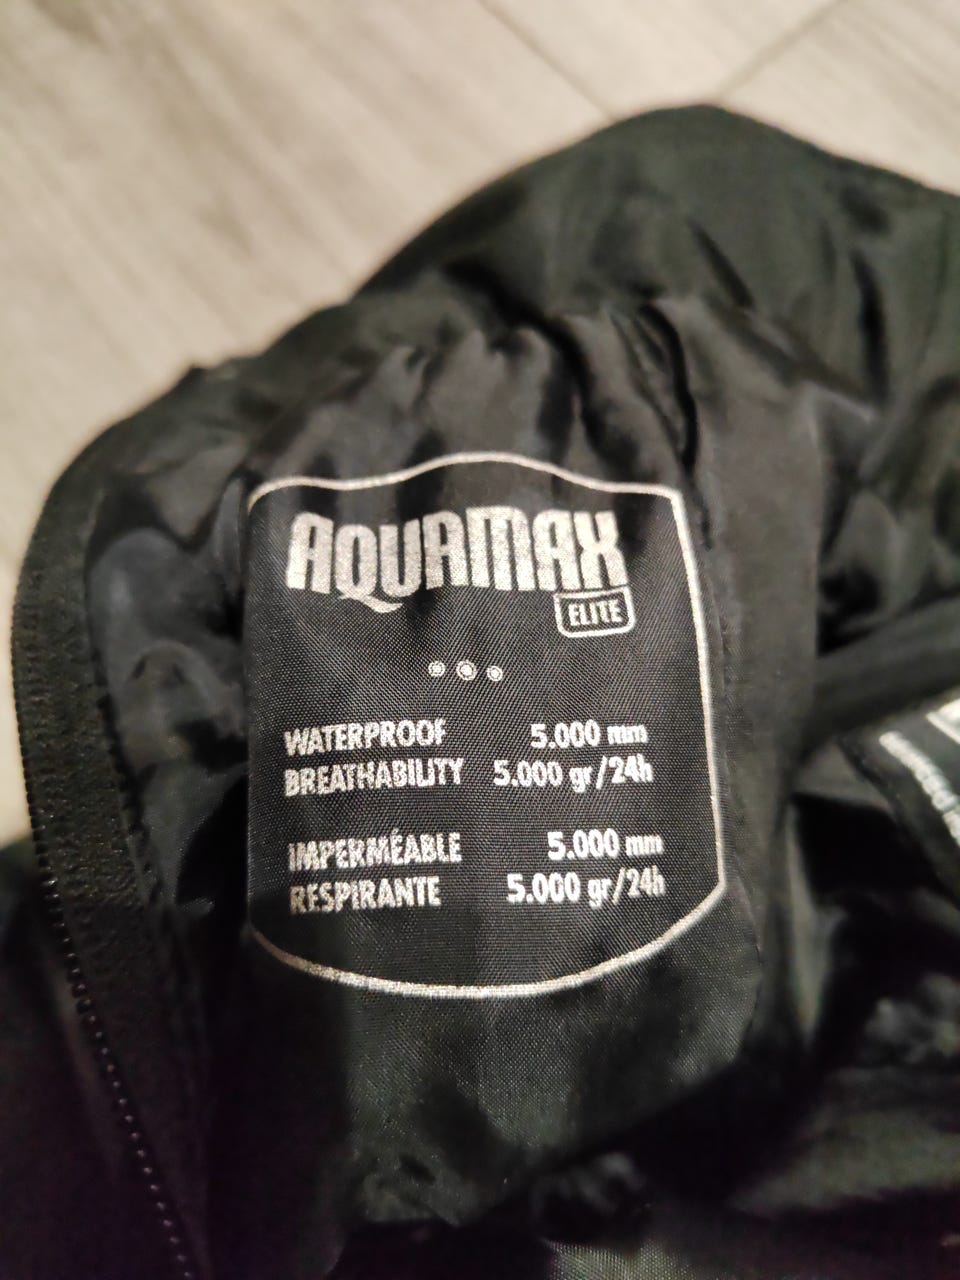 AQUAMAX
ELITE
WATERPROOF 5.000 mm
BREATHABILITY 5.000 gr/24h
IMPERMÉABLE 5.000 mm
RESPIRANTE 5.000 gr/24h